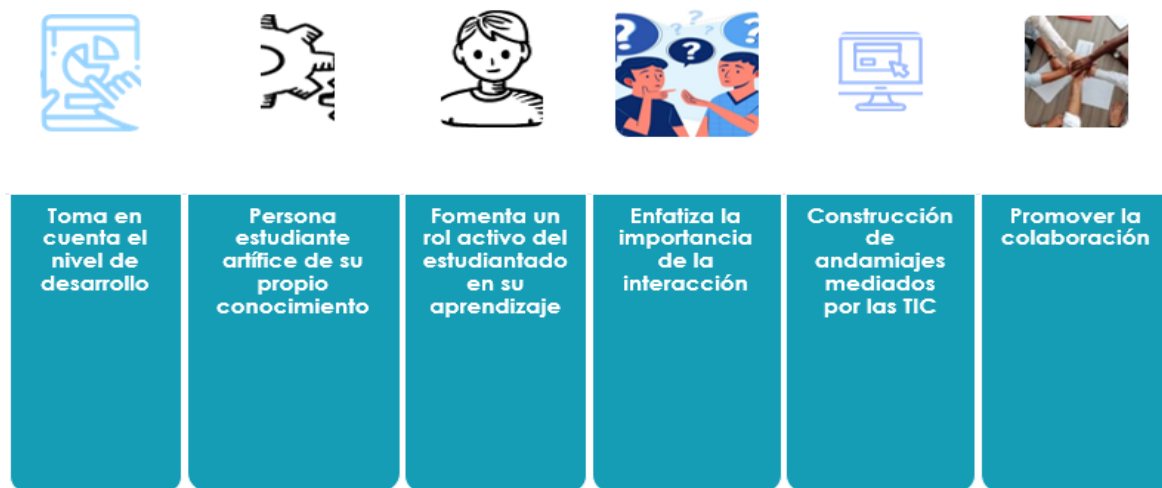 Toma en
cuenta el
nivel de
desarrollo
Persona
estudiante
artífice de su
propio
conocimiento
Fomenta un
rol activo del
estudiantado
en su
aprendizaje
Enfatiza la
importancia
de la
interacción
Construcción
de
andamiajes
mediados
por las TIC
Promover la
colaboración